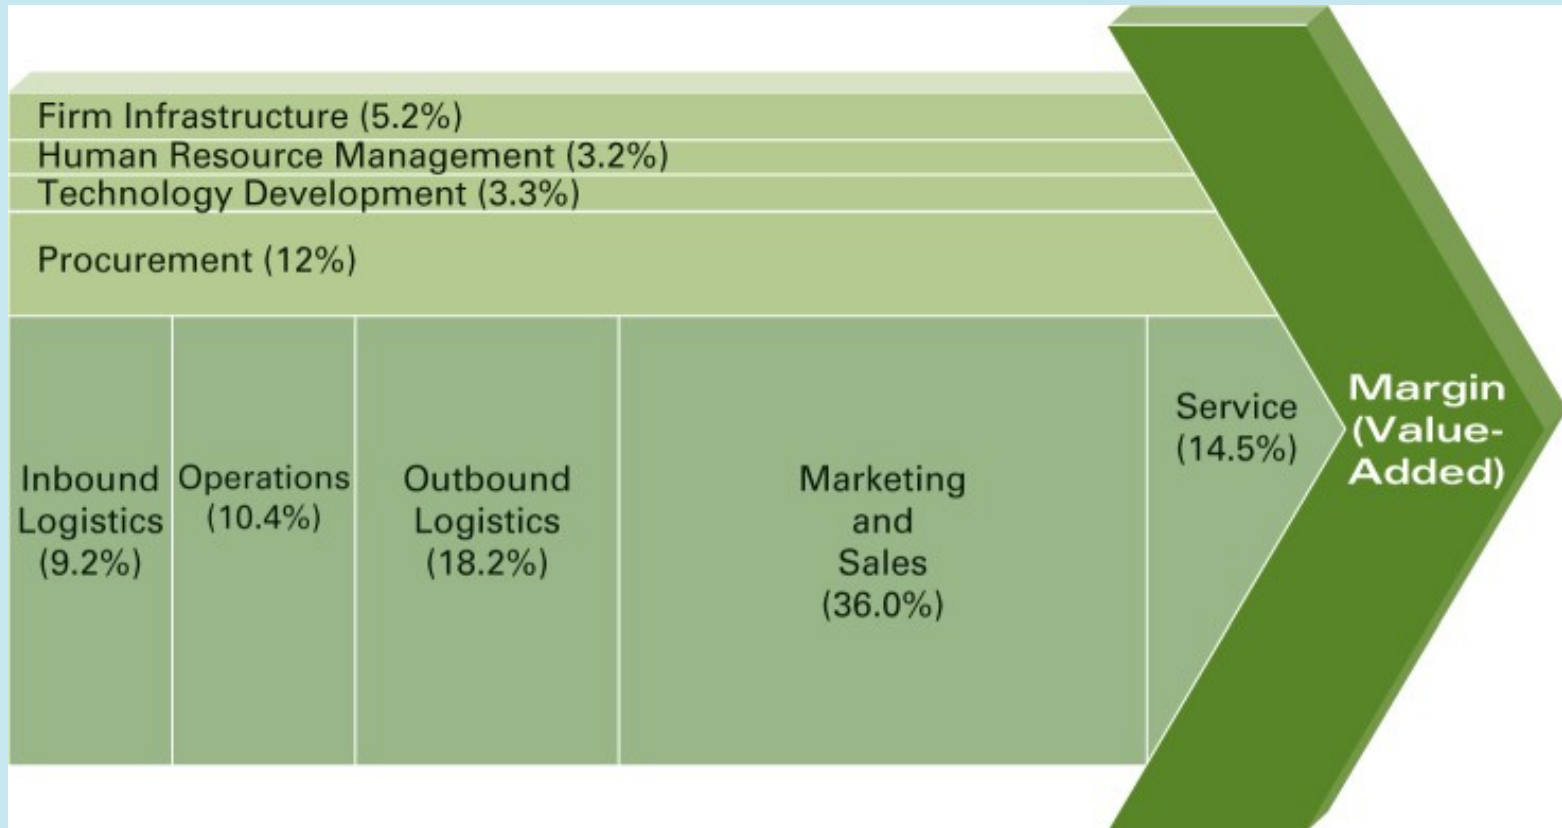 Firm Infrastructure (5.2%)
Human Resource Management (3.2%)
Technology Development (3.3%)
Procurement (12%)
Inbound
Logistics
(9.2%)
Operations
(10.4%)
Outbound
Logistics
(18.2%)
Marketing
and
Sales
(36.0%)
Service
(14.5%)
Margin
(Value-
Added)